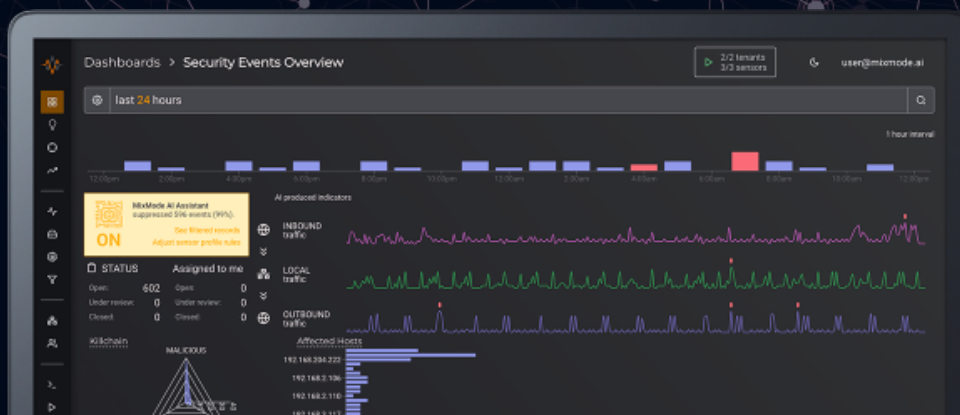 Dashboards > Security Events Overview
2/2 tenants
3/3 sensors
user@mixmode.ai
last 24 hours
1 hour interval
12:00pm 2:00pm 4:00pm 6:00pm 8:00pm 10:00pm 12:00am 2:00am 4:00am 6:00am 8:00am 10:00am 12:00pm
MixMode AI Assistant
suppressed 596 events (99%).
See filtered records
Adjust sensor profile rules
ON
AI produced indicators
INBOUND
traffic
LOCAL
traffic
OUTBOUND
traffic
STATUS Assigned to me
Open: 602 Open: 0
Under review: 0 Under review: 0
Closed: 0 Closed: 0
Killchain
MALICIOUS
Affected Hosts
192.168.204.222
192.168.2.106
192.168.2.110